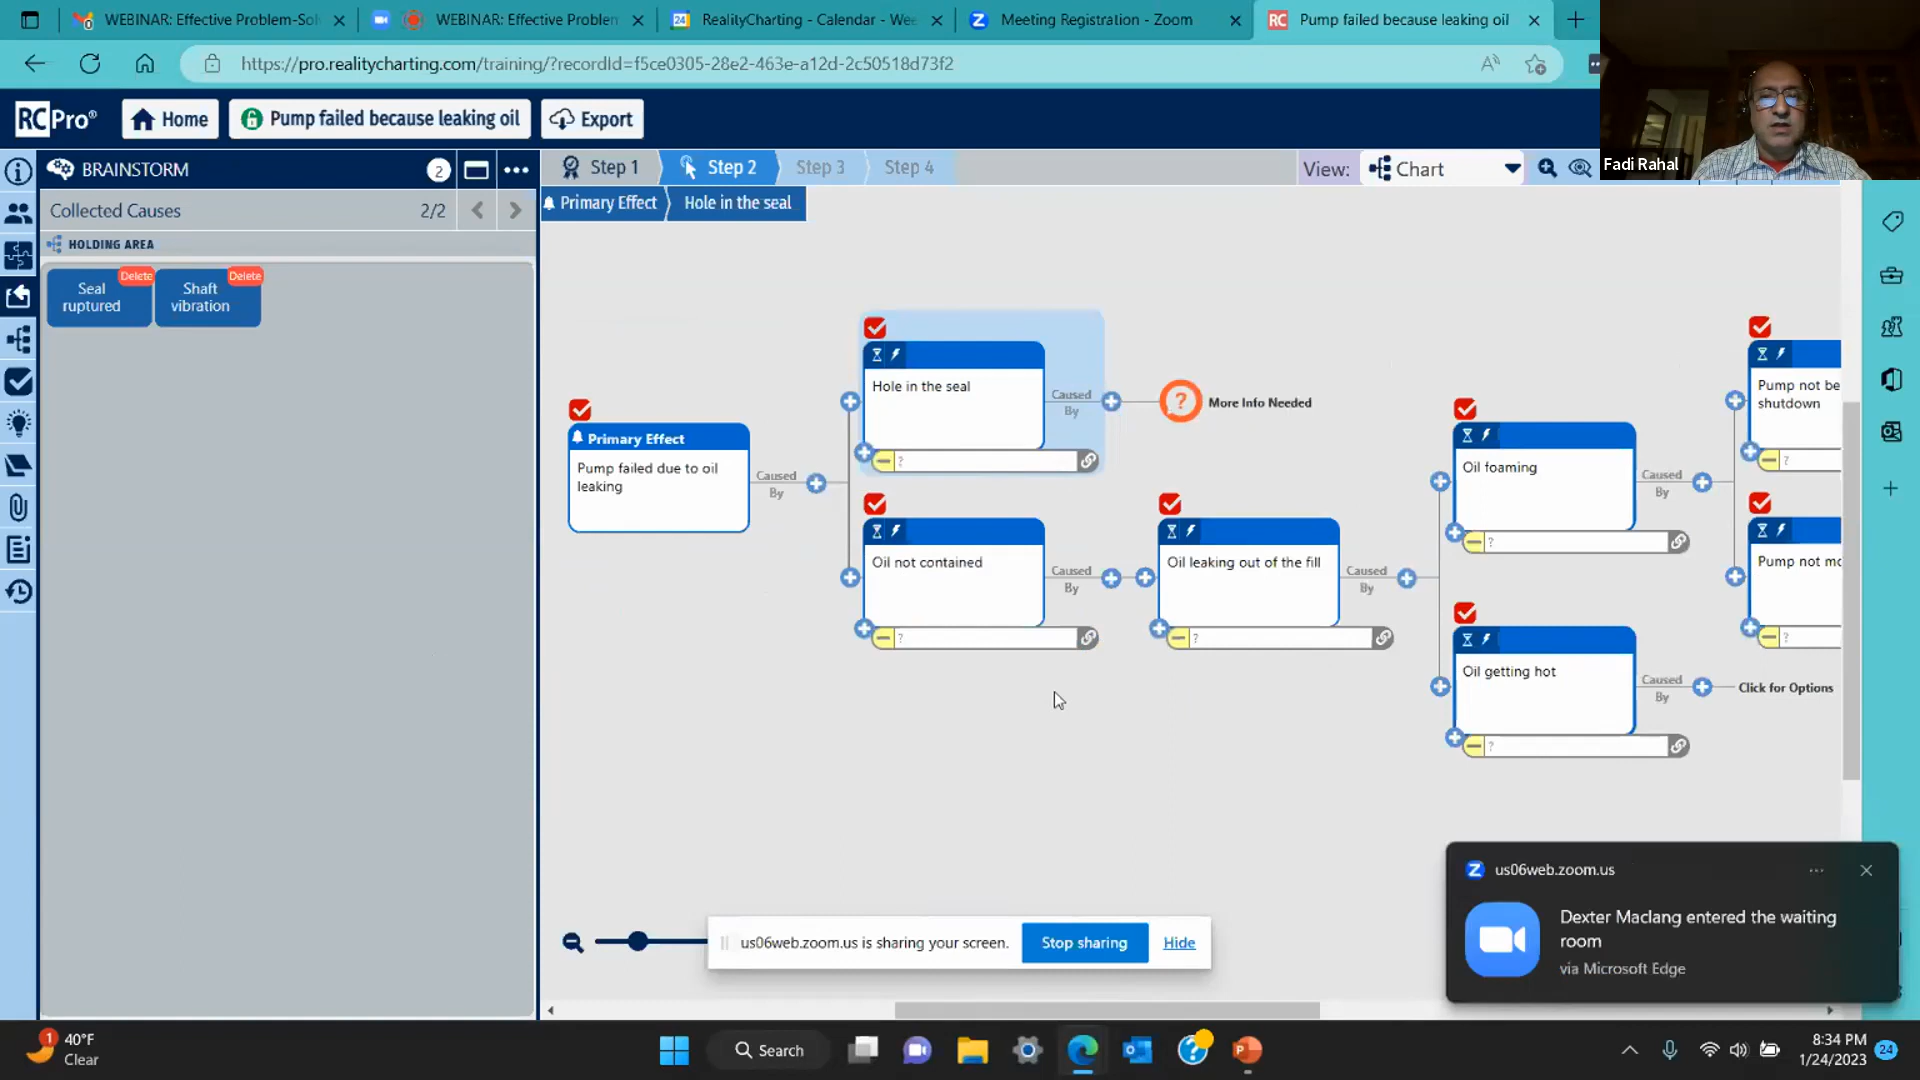 WEBINAR: Effective Problem-Sol
WEBINAR: Effective Problem
RealityCharting - Calendar - We
Meeting Registration - Zoom
Pump failed because leaking oil
https://pro.realitycharting.com/training/?recordId=f5ce0305-28e2-463e-a12d-2c50518d73f2
RC Pro®
Home
Pump failed because leaking oil
Export
Fadi Rahal
BRAINSTORM
2
Step 1
Step 2
Step 3
Step 4
View:
Chart
Collected Causes
2/2
Primary Effect
Hole in the seal
HOLDING AREA
Delete
Delete
Seal
ruptured
Shaft
vibration
Hole in the seal
Caused
By
?
More Info Needed
?
Primary Effect
Pump failed due to oil
leaking
Caused
By
Oil not contained
Caused
By
?
Oil leaking out of the fill
Caused
By
?
Oil foaming
Caused
By
?
Pump not be
shutdown
?
Pump not mo
?
Oil getting hot
Caused
By
Click for Options
?
us06web.zoom.us
Dexter Maclang entered the waiting
room
via Microsoft Edge
us06web.zoom.us is sharing your screen.
Stop sharing
Hide
1
40°F
Clear
Search
8:34 PM
1/24/2023
24